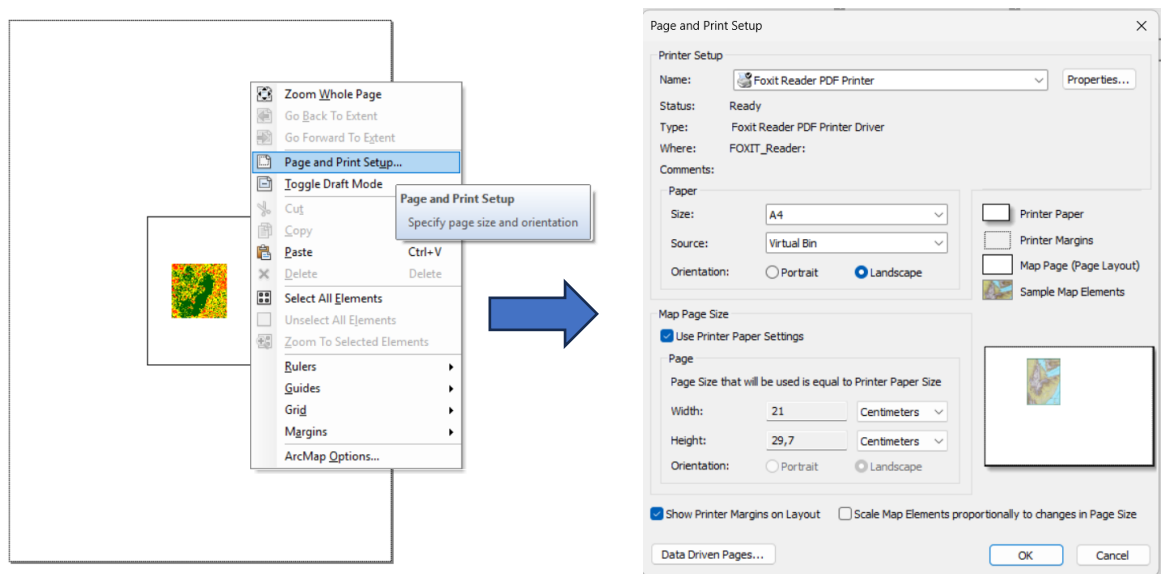 Zoom Whole Page
Go Back To Extent
Go Forward To Extent
Page and Print Setup...
Toggle Draft Mode
Page and Print Setup
Specify page size and orientation
Cut
Copy
Paste Ctrl+V
Delete Delete
Select All Elements
Unselect All Elements
Zoom To Selected Elements
Rulers
Guides
Grid
Margins
ArcMap Options...
Page and Print Setup
Printer Setup
Name: Foxit Reader PDF Printer Properties...
Status: Ready
Type: Foxit Reader PDF Printer Driver
Where: FOXIT_Reader:
Comments:
Paper
Size: A4
Source: Virtual Bin
Orientation: Portrait Landscape
Printer Paper
Printer Margins
Map Page (Page Layout)
Sample Map Elements
Map Page Size
Use Printer Paper Settings
Page
Page Size that will be used is equal to Printer Paper Size
Width: 21 Centimeters
Height: 29,7 Centimeters
Orientation: Portrait Landscape
Show Printer Margins on Layout Scale Map Elements proportionally to changes in Page Size
Data Driven Pages... OK Cancel